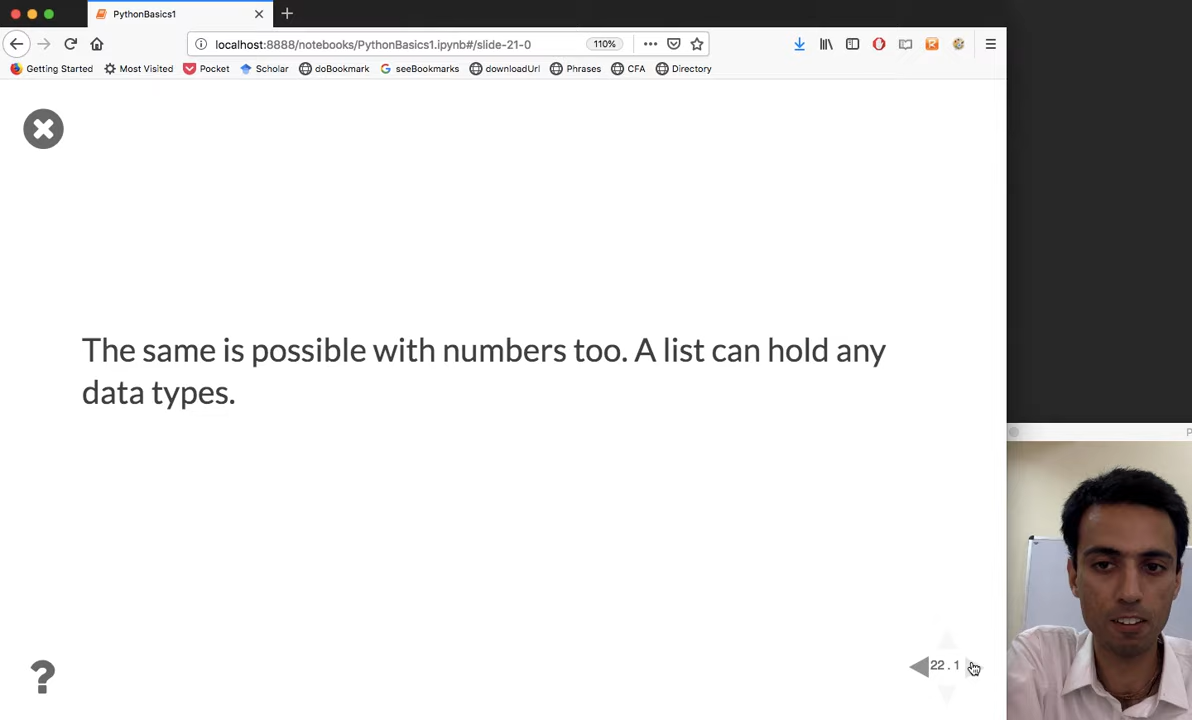 PythonBasics1
localhost:8888/notebooks/PythonBasics1.ipynb#/slide-21-0
110%
Getting Started Most Visited Pocket Scholar doBookmark seeBookmarks downloadUrl Phrases CFA Directory
The same is possible with numbers too. A list can hold any
data types.
?
22 . 1
P